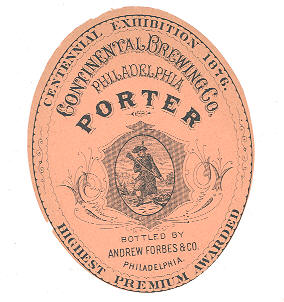 CENTENNIAL EXHIBITION 1876.
CONTINENTAL BREWING CO.
PHILADELPHIA
PORTER
BOTTLED BY
ANDREW FORBES & CO.
PHILADELPHIA.
HIGHEST PREMIUM AWARDED